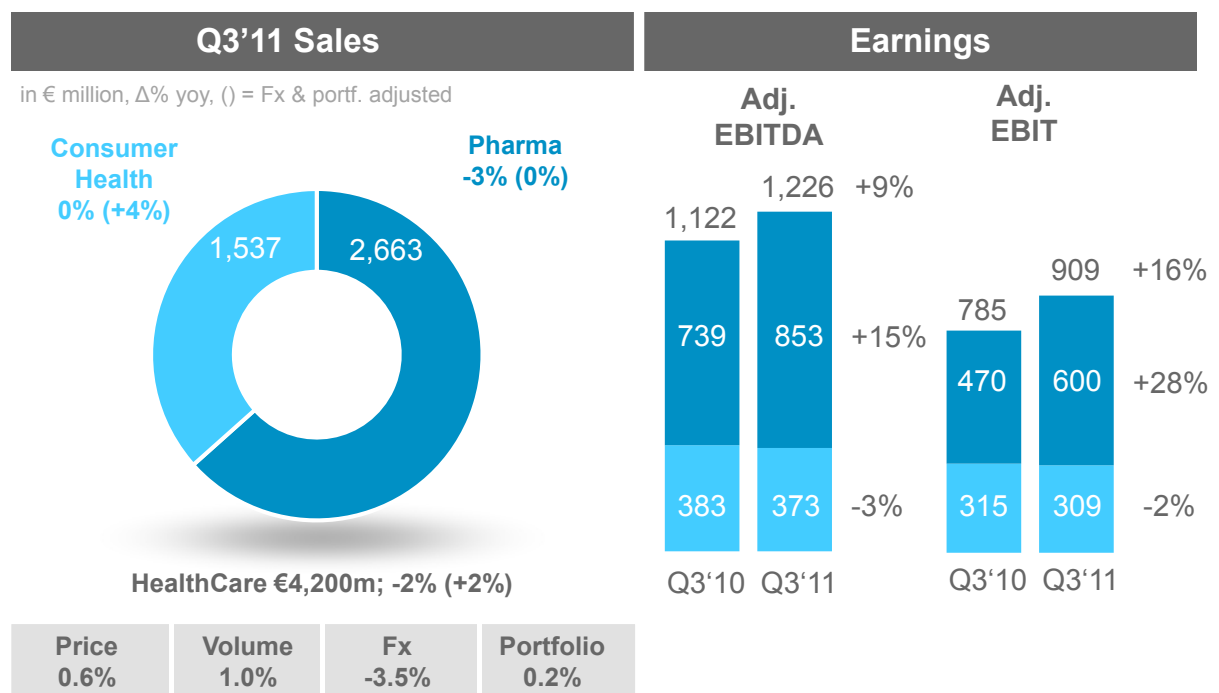 Q3’11 Sales
in € million, Δ% yoy, () = Fx & portf. adjusted
Consumer
Health
0% (+4%)
Pharma
-3% (0%)
1,537
2,663
HealthCare €4,200m; -2% (+2%)
Price
0.6%
Volume
1.0%
Fx
-3.5%
Portfolio
0.2%
Earnings
Adj.
EBITDA
1,122
1,226
+9%
739
853
+15%
383
373
-3%
Q3‘10
Q3‘11
Adj.
EBIT
785
909
+16%
470
600
+28%
315
309
-2%
Q3‘10
Q3‘11